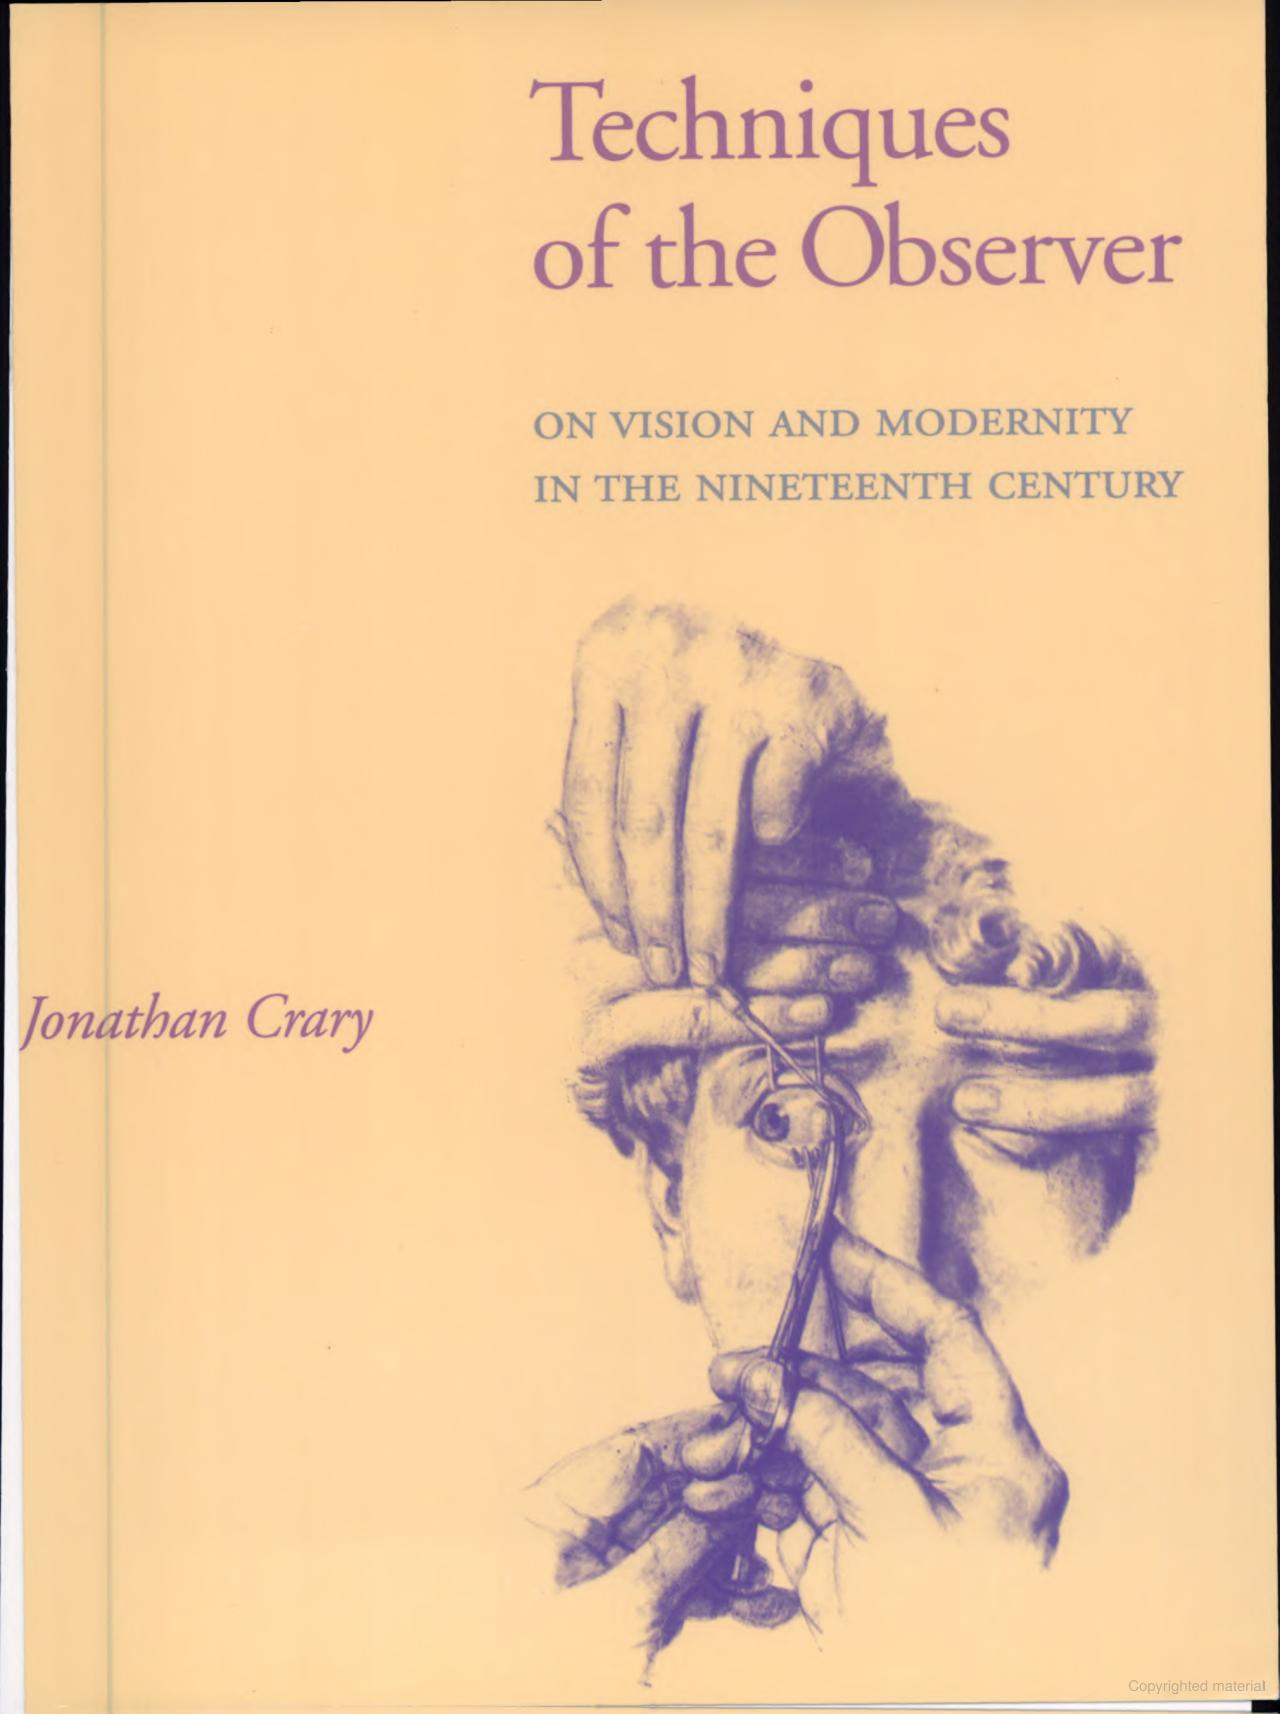 Techniques
of the Observer
ON VISION AND MODERNITY
IN THE NINETEENTH CENTURY
Jonathan Crary
Copyrighted material